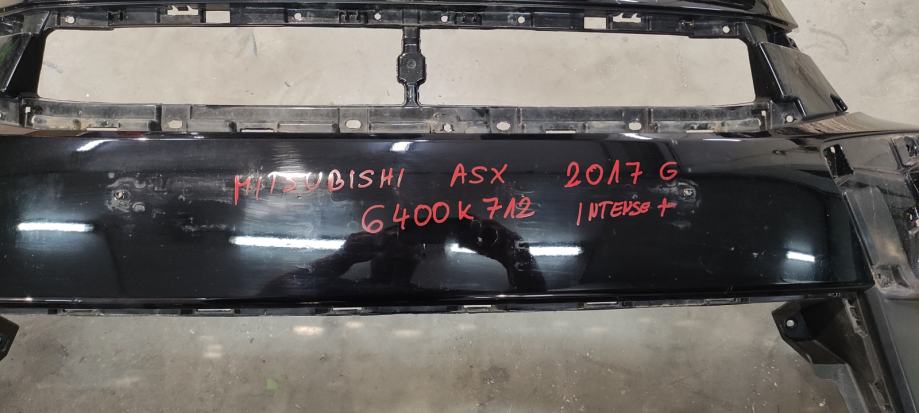 MITSUBISHI ASX 2017 G
6400K712 INTENSE +